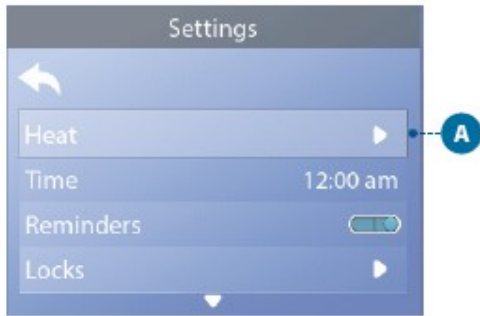 Settings
Heat
A
Time 12:00 am
Reminders
Locks